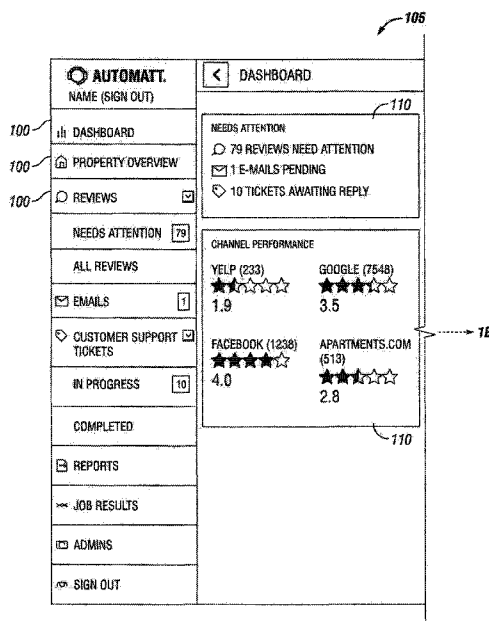 105
AUTOMATT.
NAME (SIGN OUT)
100
DASHBOARD
100
PROPERTY OVERVIEW
100
REVIEWS
NEEDS ATTENTION 79
ALL REVIEWS
EMAILS 1
CUSTOMER SUPPORT
TICKETS
IN PROGRESS 10
COMPLETED
REPORTS
JOB RESULTS
ADMINS
SIGN OUT
< DASHBOARD
110
NEEDS ATTENTION
79 REVIEWS NEED ATTENTION
1 E-MAILS PENDING
10 TICKETS AWAITING REPLY
CHANNEL PERFORMANCE
YELP (233)
1.9
GOOGLE (7548)
3.5
FACEBOOK (1238)
4.0
APARTMENTS.COM
(513)
2.8
110